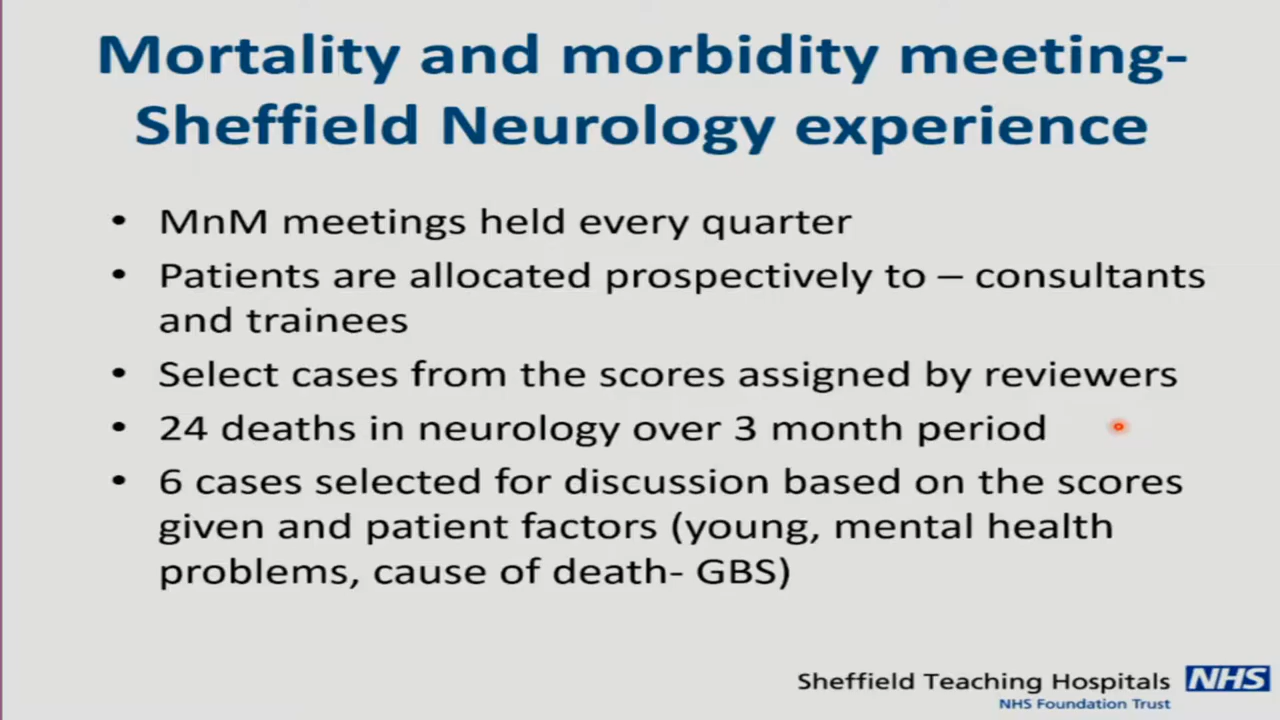 Mortality and morbidity meeting-
Sheffield Neurology experience
• MnM meetings held every quarter
• Patients are allocated prospectively to – consultants
and trainees
• Select cases from the scores assigned by reviewers
• 24 deaths in neurology over 3 month period
• 6 cases selected for discussion based on the scores
given and patient factors (young, mental health
problems, cause of death- GBS)
Sheffield Teaching Hospitals NHS
NHS Foundation Trust